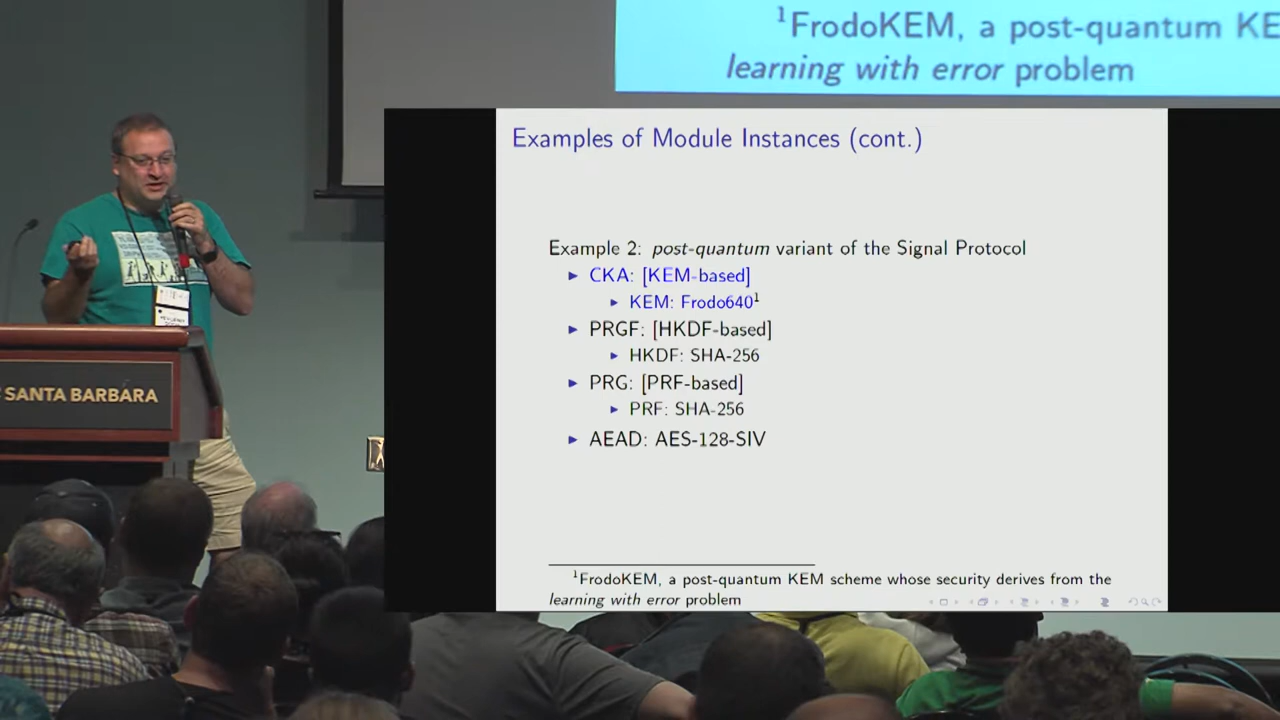 ¹FrodoKEM, a post-quantum KE
learning with error problem
Examples of Module Instances (cont.)
Example 2: post-quantum variant of the Signal Protocol
CKA: [KEM-based]
KEM: Frodo640¹
PRGF: [HKDF-based]
HKDF: SHA-256
PRG: [PRF-based]
PRF: SHA-256
AEAD: AES-128-SIV
¹FrodoKEM, a post-quantum KEM scheme whose security derives from the
learning with error problem
SANTA BARBARA